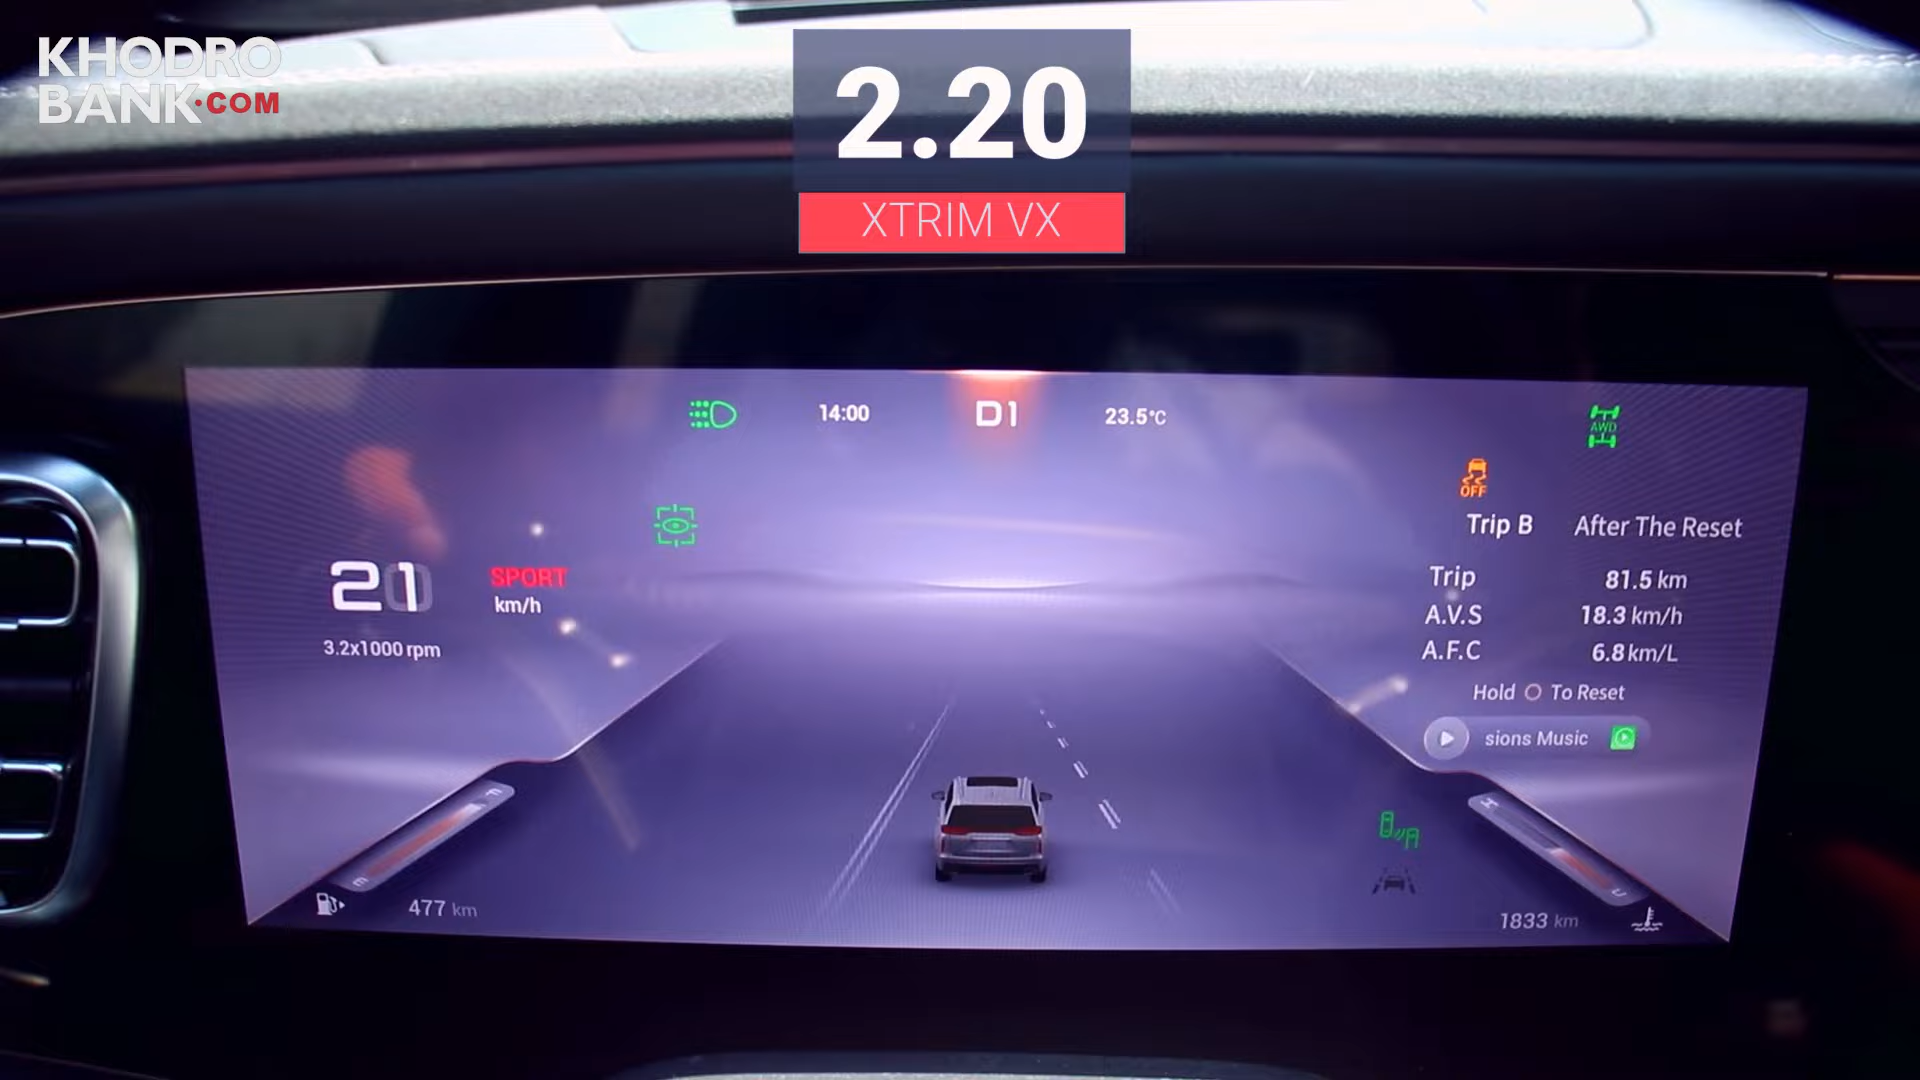 KHODRO
BANK.COM
2.20
XTRIM VX
14:00
D1
23.5°C
AWD
OFF
Trip B
After The Reset
SPORT
km/h
3.2x1000 rpm
Trip 81.5 km
A.V.S 18.3 km/h
A.F.C 6.8 km/L
Hold O To Reset
sions Music
F
E
H
C
477 km
1833 km